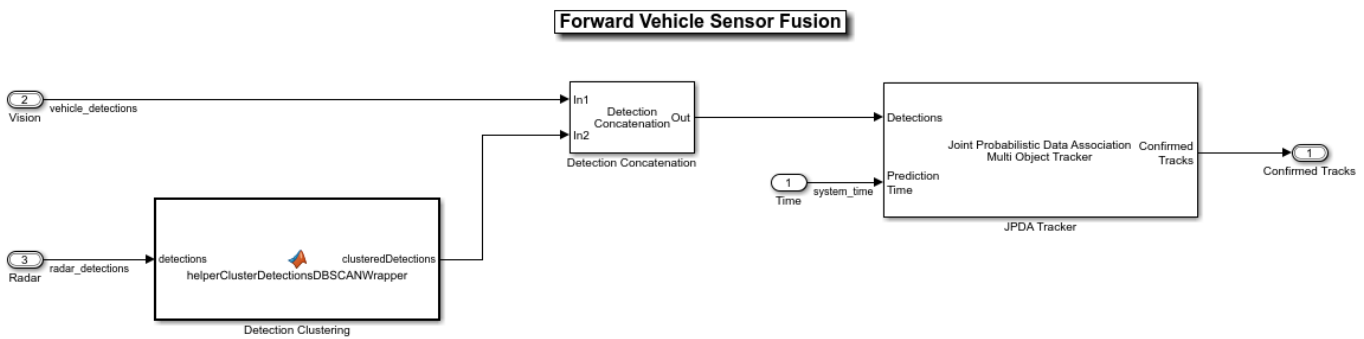 Forward Vehicle Sensor Fusion
2
vehicle_detections
Vision
In1
In2
Detection
Concatenation
Out
Detection Concatenation
1
system_time
Time
Detections
Prediction
Time
Joint Probabilistic Data Association
Multi Object Tracker
Confirmed
Tracks
JPDA Tracker
1
Confirmed Tracks
3
radar_detections
Radar
detections
clusteredDetections
helperClusterDetectionsDBSCANWrapper
Detection Clustering